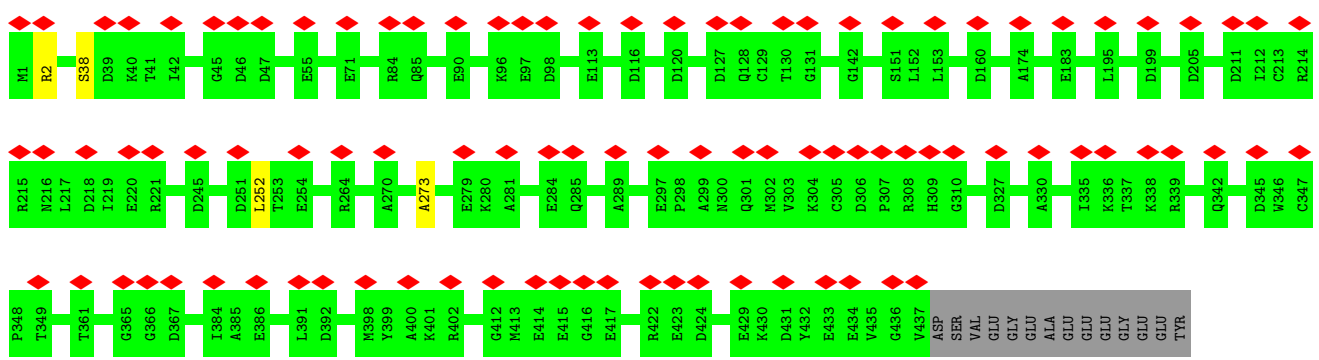 M1 R2 S38 D39 K40 T41 I42 G45 D46 D47 E55 E71 R84 Q85 E90 K96 E97 D98 E113 D116 D120 D127 Q128 C129 T130 G131 G142 S151 L152 L153 D160 A174 E183 L195 D199 D205 D211 I212 C213 R214
R215 N216 L217 D218 I219 E220 R221 D245 D251 L252 T253 E254 R264 A270 A273 E279 K280 A281 E284 Q285 A289 E297 P298 A299 N300 Q301 M302 V303 K304 C305 D306 P307 R308 H309 G310 D327 A330 I335 K336 T337 K338 R339 Q342 D345 W346 C347
P348 T349 T361 G365 G366 D367 I384 A385 E386 L391 D392 M398 Y399 A400 K401 R402 G412 M413 E414 E415 G416 E417 R422 E423 D424 E429 K430 D431 Y432 E433 E434 V435 G436 V437 ASP SER VAL GLU GLY GLU ALA GLU GLU GLU GLY GLU GLU TYR